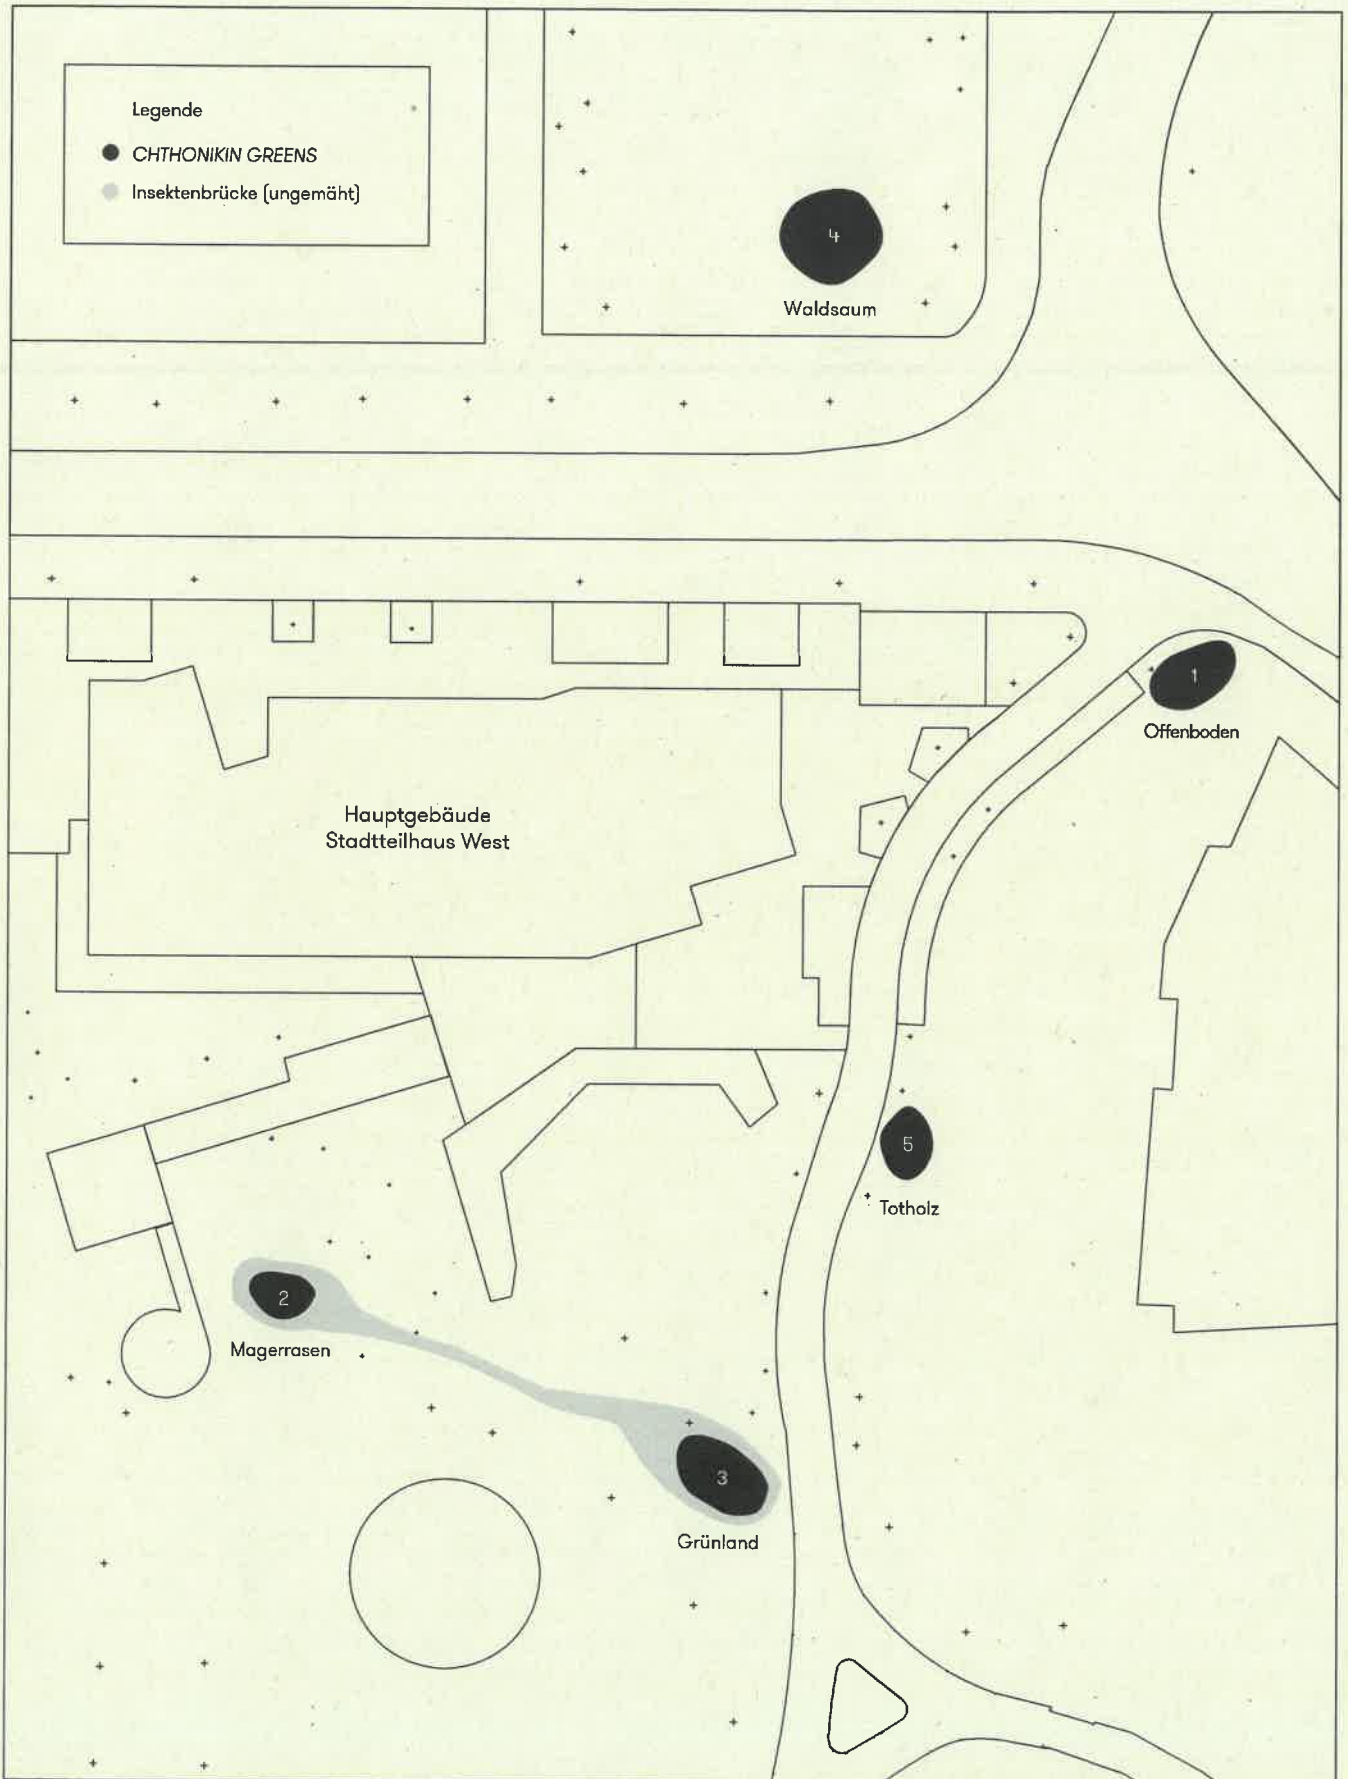 Legende
CHTHONIKIN GREENS
Insektenbrücke (ungemäht)
4
Waldsaum
1
Offenboden
Hauptgebäude
Stadtteilhaus West
5
Totholz
2
Magerrasen
3
Grünland